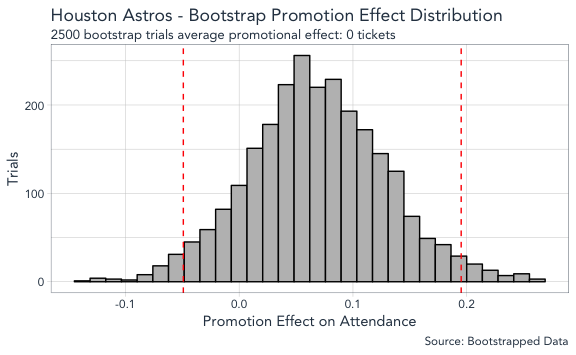 Houston Astros - Bootstrap Promotion Effect Distribution
2500 bootstrap trials average promotional effect: 0 tickets
200
100
0
Trials
-0.1
0.0
0.1
0.2
Promotion Effect on Attendance
Source: Bootstrapped Data